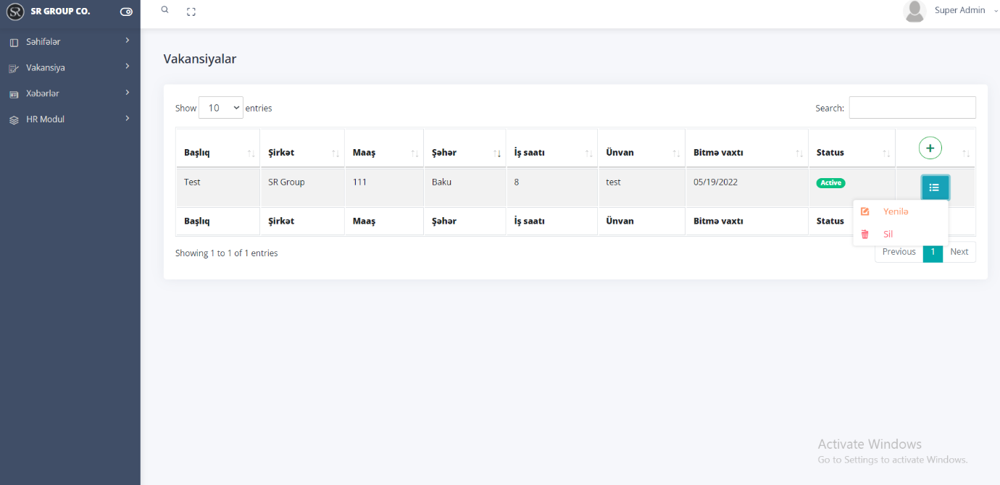 SR GROUP CO.
Super Admin
Səhifələr
Vakansiya
Xəbərlər
HR Modul
Vakansiyalar
Show 10 entries
Search:
Başlıq Şirkət Maaş Şəhər İş saatı Ünvan Bitmə vaxtı Status
Test SR Group 111 Baku 8 test 05/19/2022 Active
Başlıq Şirkət Maaş Şəhər İş saatı Ünvan Bitmə vaxtı Status
Yenilə
Sil
Showing 1 to 1 of 1 entries
Previous 1 Next
Activate Windows
Go to Settings to activate Windows.